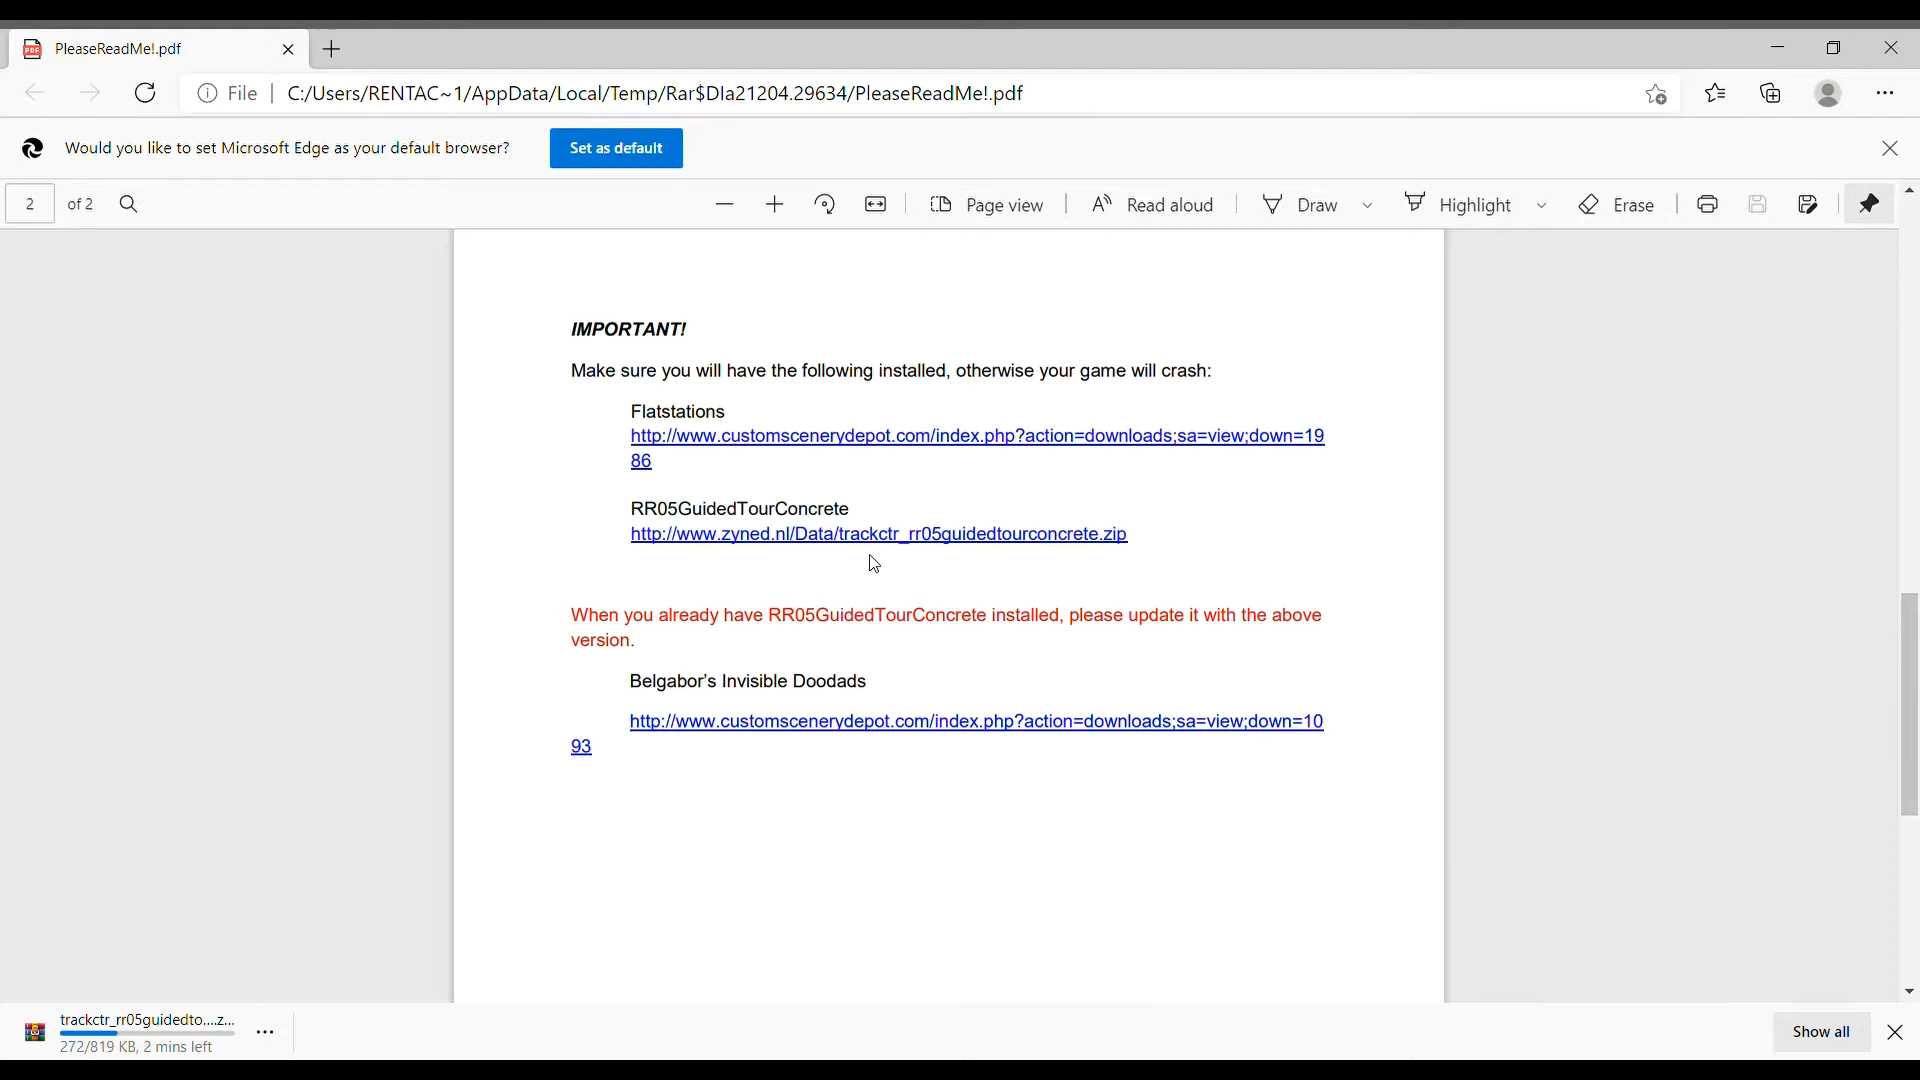 PleaseReadMe!.pdf
File
C:/Users/RENTAC~1/AppData/Local/Temp/Rar$DIa21204.29634/PleaseReadMe!.pdf
Would you like to set Microsoft Edge as your default browser?
Set as default
2 of 2
Page view
Read aloud
Draw
Highlight
Erase
IMPORTANT!
Make sure you will have the following installed, otherwise your game will crash:
Flatstations
http://www.customscenerydepot.com/index.php?action=downloads;sa=view;down=19
86
RR05GuidedTourConcrete
http://www.zyned.nl/Data/trackctr_rr05guidedtourconcrete.zip
When you already have RR05GuidedTourConcrete installed, please update it with the above
version.
Belgabor's Invisible Doodads
http://www.customscenerydepot.com/index.php?action=downloads;sa=view;down=10
93
trackctr_rr05guidedto....z...
272/819 KB, 2 mins left
Show all